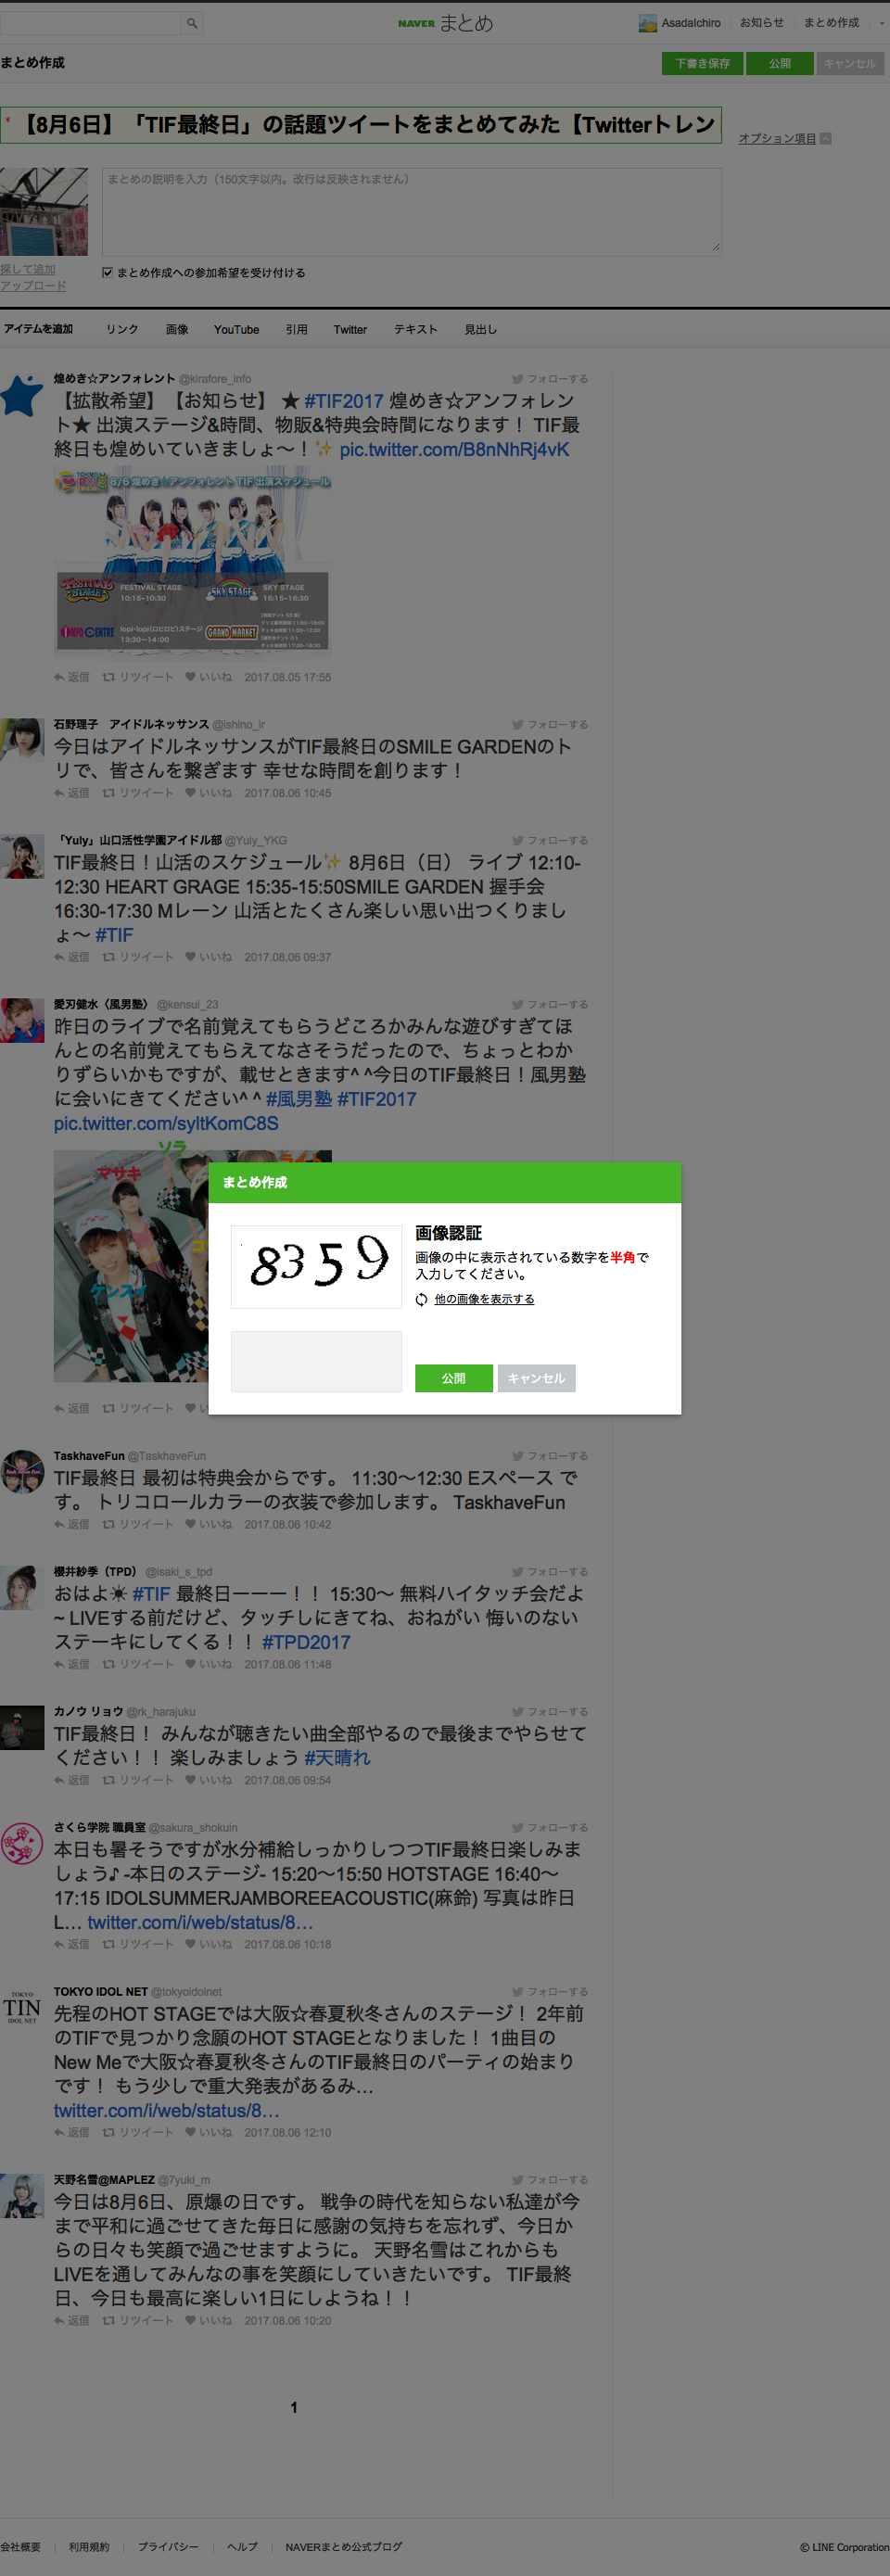 NAVER まとめ
AsadaIchiro お知らせ まとめ作成
まとめ作成
下書き保存 公開 キャンセル
* 【8月6日】「TIF最終日」の話題ツイートをまとめてみた【Twitterトレン
オプション項目
まとめの説明を入力（150文字以内。改行は反映されません）
探して追加
アップロード
まとめ作成への参加希望を受け付ける
アイテムを追加 リンク 画像 YouTube 引用 Twitter テキスト 見出し
煌めき☆アンフォレント @kirafore_info フォローする
【拡散希望】【お知らせ】 ★ #TIF2017 煌めき☆アンフォレン
ト★ 出演ステージ&時間、物販&特典会時間になります！ TIF最
終日も煌めいていきましょ〜！✨ pic.twitter.com/B8nNhRj4vK
8/6 煌めき☆アンフォレント TIF 出演スケジュール
FESTIVAL STAGE
FESTIVAL STAGE
10:15~10:30
SKY STAGE
SKY STAGE
16:15~16:30
INFO CENTRE
lopi-lopi(ロピロピ)ステージ
13:30~14:00
GRAND MARKET
返信 リツイート いいね 2017.08.05 17:55
石野理子 アイドルネッサンス @ishino_ir フォローする
今日はアイドルネッサンスがTIF最終日のSMILE GARDENのト
リで、皆さんを繋ぎます 幸せな時間を創ります！
返信 リツイート いいね 2017.08.06 10:45
「Yuly」山口活性学園アイドル部 @Yuly_YKG フォローする
TIF最終日！山活のスケジュール✨ 8月6日（日） ライブ 12:10-
12:30 HEART GRAGE 15:35-15:50SMILE GARDEN 握手会
16:30-17:30 Mレーン 山活とたくさん楽しい思い出つくりまし
ょ〜 #TIF
返信 リツイート いいね 2017.08.06 09:37
愛刃健水〈風男塾〉 @kensui_23 フォローする
昨日のライブで名前覚えてもらうどころかみんな遊びすぎてほ
んとの名前覚えてもらえてなさそうだったので、ちょっとわか
りずらいかもですが、載せときます^ ^今日のTIF最終日！風男塾
に会いにきてください^ ^ #風男塾 #TIF2017
pic.twitter.com/syltKomC8S
ソラ
マサキ
ケンスイ
まとめ作成
8359
画像認証
画像の中に表示されている数字を半角で
入力してください。
他の画像を表示する
公開 キャンセル
返信 リツイート
TaskhaveFun @TaskhaveFun フォローする
TIF最終日 最初は特典会からです。 11:30〜12:30 Eスペース で
す。 トリコロールカラーの衣装で参加します。 TaskhaveFun
返信 リツイート いいね 2017.08.06 10:42
櫻井紗季（TPD） @isaki_s_tpd フォローする
おはよ☀ #TIF 最終日ーーー！！ 15:30〜 無料ハイタッチ会だよ
~ LIVEする前だけど、タッチしにきてね、おねがい 悔いのない
ステーキにしてくる！！ #TPD2017
返信 リツイート いいね 2017.08.06 11:48
カノウ リョウ @rk_harajuku フォローする
TIF最終日！ みんなが聴きたい曲全部やるので最後までやらせて
ください！！ 楽しみましょう #天晴れ
返信 リツイート いいね 2017.08.06 09:54
さくら学院 職員室 @sakura_shokuin フォローする
本日も暑そうですが水分補給しっかりしつつTIF最終日楽しみま
しょう♪ -本日のステージ- 15:20〜15:50 HOTSTAGE 16:40〜
17:15 IDOLSUMMERJAMBOREEACOUSTIC(麻鈴) 写真は昨日
L… twitter.com/i/web/status/8…
返信 リツイート いいね 2017.08.06 10:18
TOKYO
TIN
IDOL NET
TOKYO IDOL NET @tokyoidolnet フォローする
先程のHOT STAGEでは大阪☆春夏秋冬さんのステージ！ 2年前
のTIFで見つかり念願のHOT STAGEとなりました！ 1曲目の
New Meで大阪☆春夏秋冬さんのTIF最終日のパーティの始まり
です！ もう少しで重大発表があるみ…
twitter.com/i/web/status/8…
返信 リツイート いいね 2017.08.06 12:10
天野名雪@MAPLEZ @7yuki_m フォローする
今日は8月6日、原爆の日です。 戦争の時代を知らない私達が今
まで平和に過ごせてきた毎日に感謝の気持ちを忘れず、今日か
らの日々も笑顔で過ごせますように。 天野名雪はこれからも
LIVEを通してみんなの事を笑顔にしていきたいです。 TIF最終
日、今日も最高に楽しい1日にしようね！！
返信 リツイート いいね 2017.08.06 10:20
1
会社概要 利用規約 プライバシー ヘルプ NAVERまとめ公式ブログ © LINE Corporation